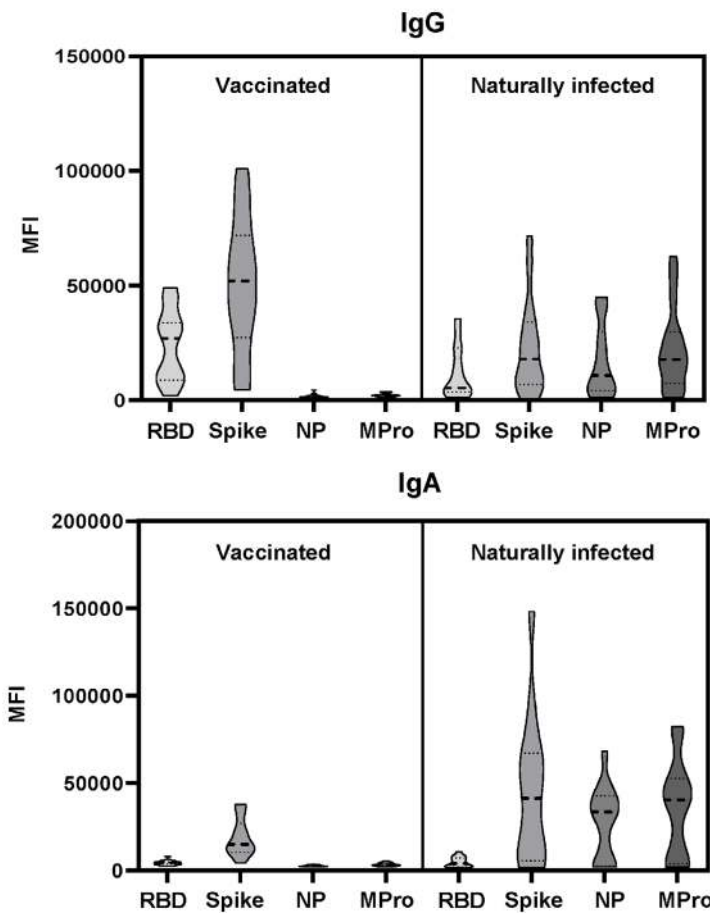 IgG
150000
Vaccinated Naturally infected
100000
MFI
50000
0
RBD Spike NP MPro RBD Spike NP MPro
IgA
200000
Vaccinated Naturally infected
150000
MFI
100000
50000
0
RBD Spike NP MPro RBD Spike NP MPro